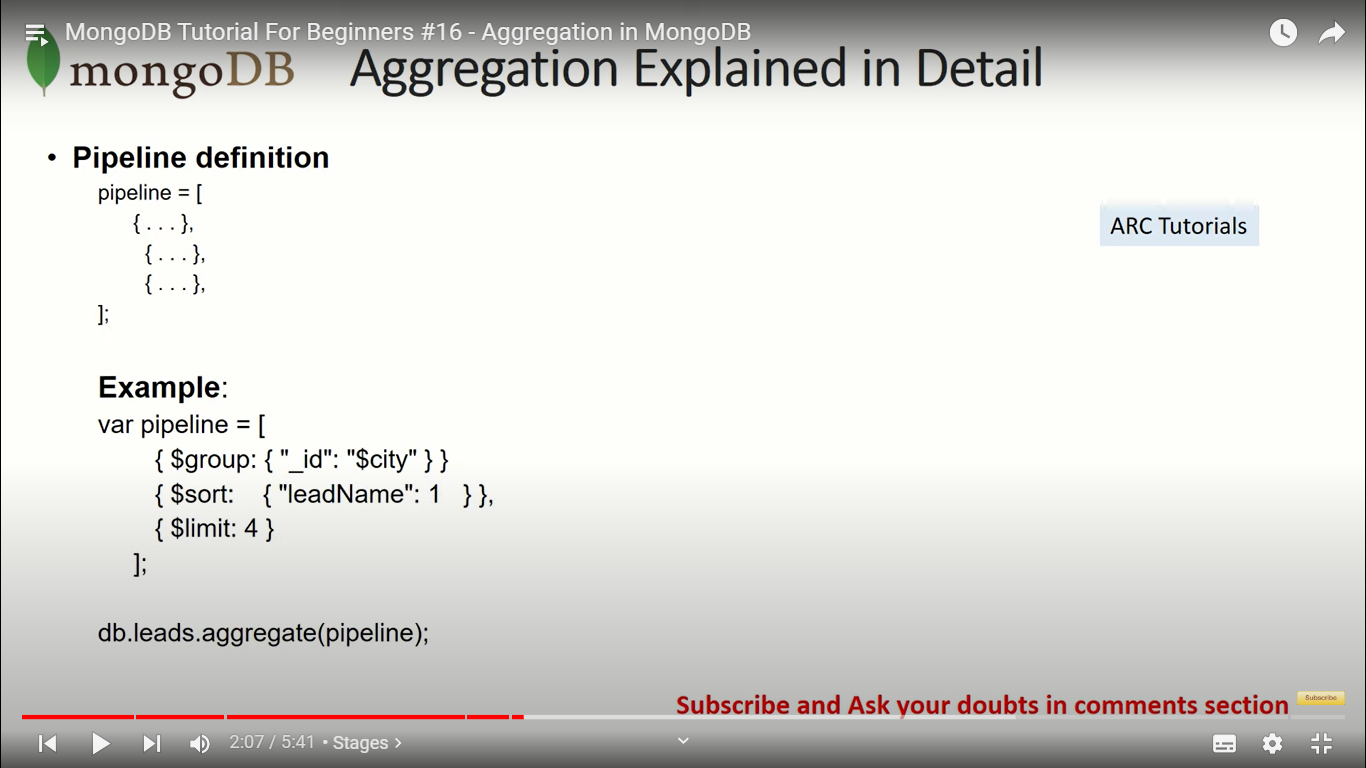 MongoDB Tutorial For Beginners #16 - Aggregation in MongoDB
mongoDB
Aggregation Explained in Detail
• Pipeline definition
pipeline = [
{ . . . },
{ . . . },
{ . . . },
];
ARC Tutorials
Example:
var pipeline = [
{ $group: { "_id": "$city" } }
{ $sort: { "leadName": 1 } },
{ $limit: 4 }
];
db.leads.aggregate(pipeline);
Subscribe and Ask your doubts in comments section
Subscribe
2:07 / 5:41 • Stages ›